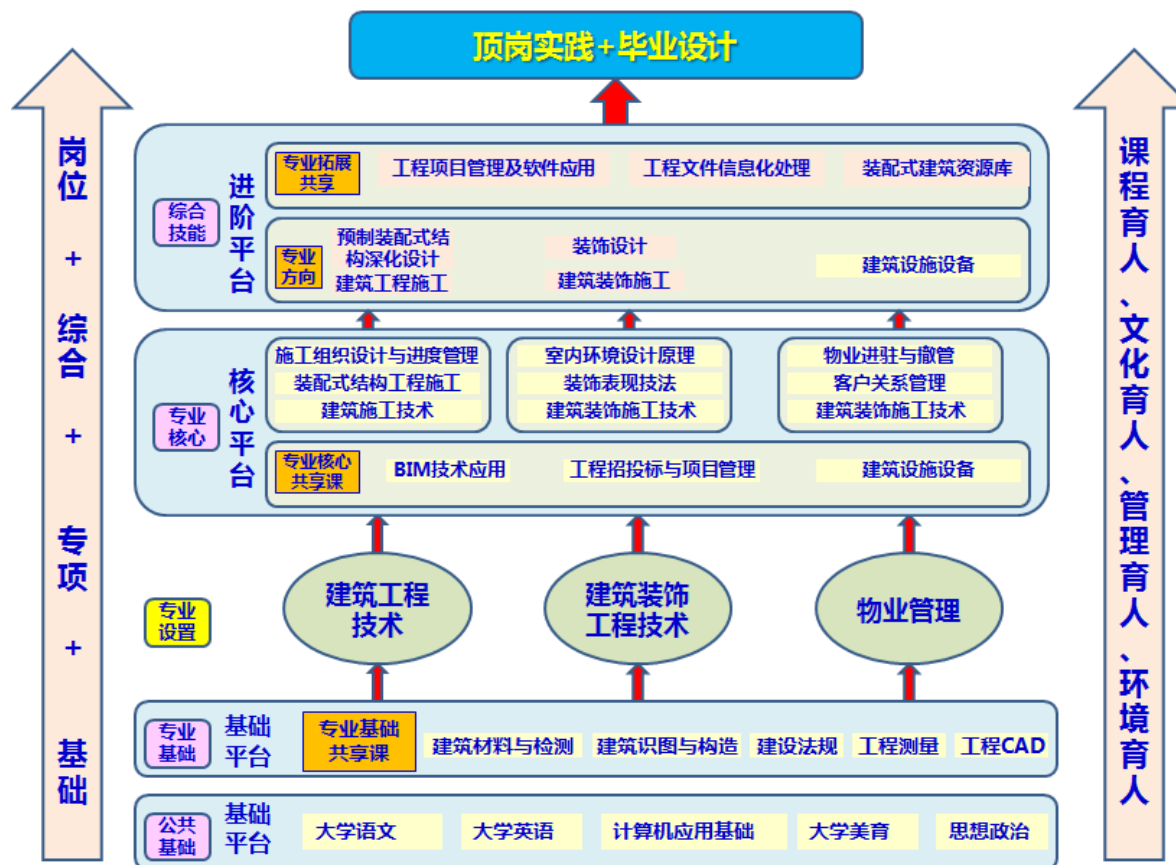 顶岗实践+毕业设计
岗位 + 综合 + 专项 + 基础
课程育人、文化育人、管理育人、环境育人
综合
技能
进阶平台
专业拓展
共享
工程项目管理及软件应用
工程文件信息化处理
装配式建筑资源库
专业
方向
预制装配式结
构深化设计
建筑工程施工
装饰设计
建筑装饰施工
建筑设施设备
专业
核心
核心平台
施工组织设计与进度管理
装配式结构工程施工
建筑施工技术
室内环境设计原理
装饰表现技法
建筑装饰施工技术
物业进驻与撤管
客户关系管理
建筑装饰施工技术
专业核心
共享课
BIM技术应用
工程招投标与项目管理
建筑设施设备
专业
设置
建筑工程
技术
建筑装饰
工程技术
物业管理
专业
基础
基础
平台
专业基础
共享课
建筑材料与检测
建筑识图与构造
建设法规
工程测量
工程CAD
公共
基础
基础
平台
大学语文
大学英语
计算机应用基础
大学美育
思想政治